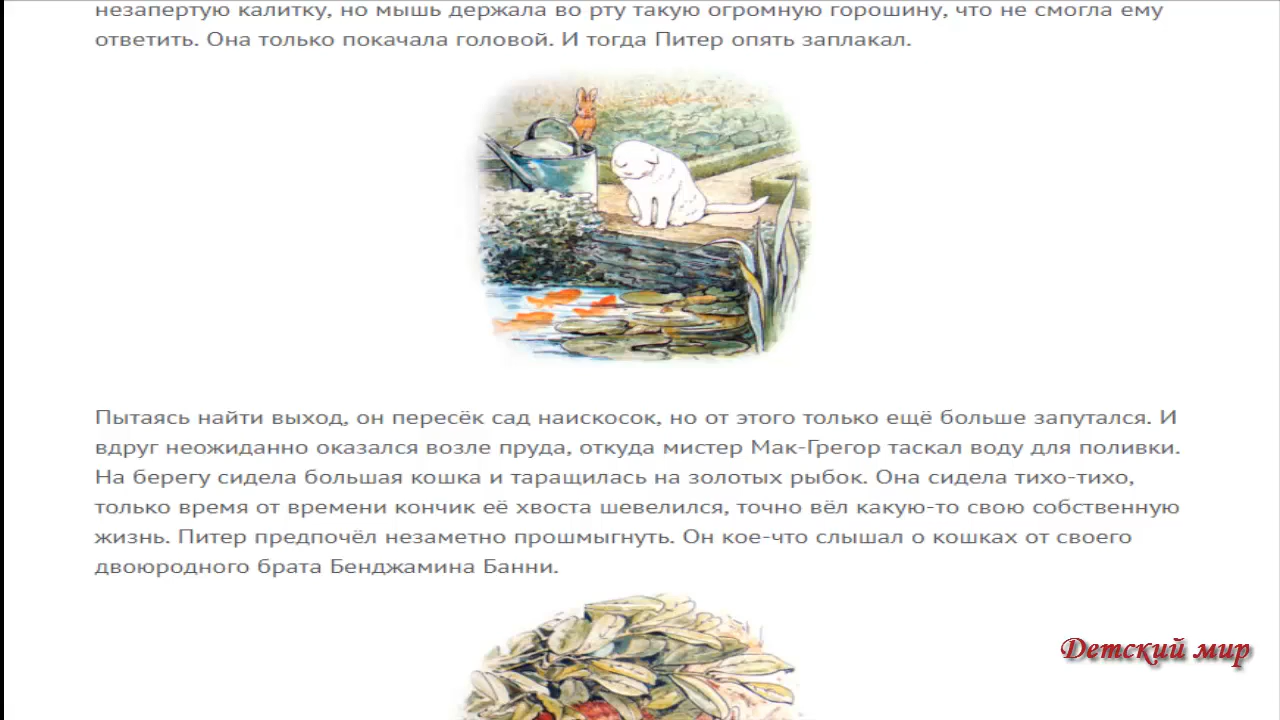 незапертую калитку, но мышь держала во рту такую огромную горошину, что не смогла ему
ответить. Она только покачала головой. И тогда Питер опять заплакал.
Пытаясь найти выход, он пересёк сад наискосок, но от этого только ещё больше запутался. И
вдруг неожиданно оказался возле пруда, откуда мистер Мак-Грегор таскал воду для поливки.
На берегу сидела большая кошка и таращилась на золотых рыбок. Она сидела тихо-тихо,
только время от времени кончик её хвоста шевелился, точно вёл какую-то свою собственную
жизнь. Питер предпочёл незаметно прошмыгнуть. Он кое-что слышал о кошках от своего
двоюродного брата Бенджамина Банни.
Детский мир